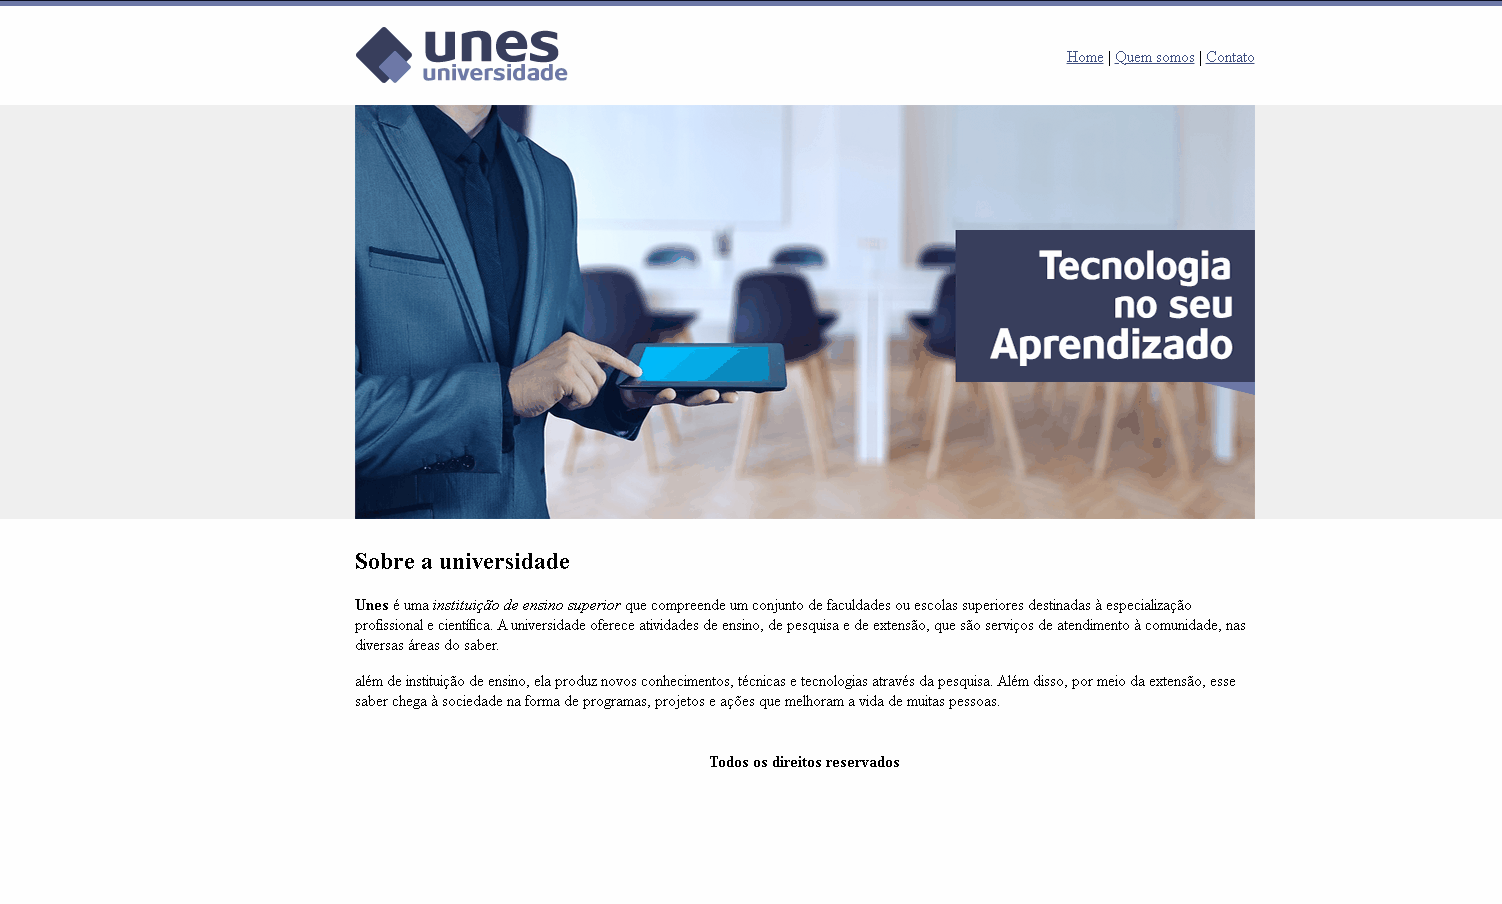 unes
universidade
Home | Quem somos | Contato
Tecnologia
no seu
Aprendizado
Sobre a universidade
Unes é uma instituição de ensino superior que compreende um conjunto de faculdades ou escolas superiores destinadas à especialização
profissional e científica. A universidade oferece atividades de ensino, de pesquisa e de extensão, que são serviços de atendimento à comunidade, nas
diversas áreas do saber.
além de instituição de ensino, ela produz novos conhecimentos, técnicas e tecnologias através da pesquisa. Além disso, por meio da extensão, esse
saber chega à sociedade na forma de programas, projetos e ações que melhoram a vida de muitas pessoas.
Todos os direitos reservados